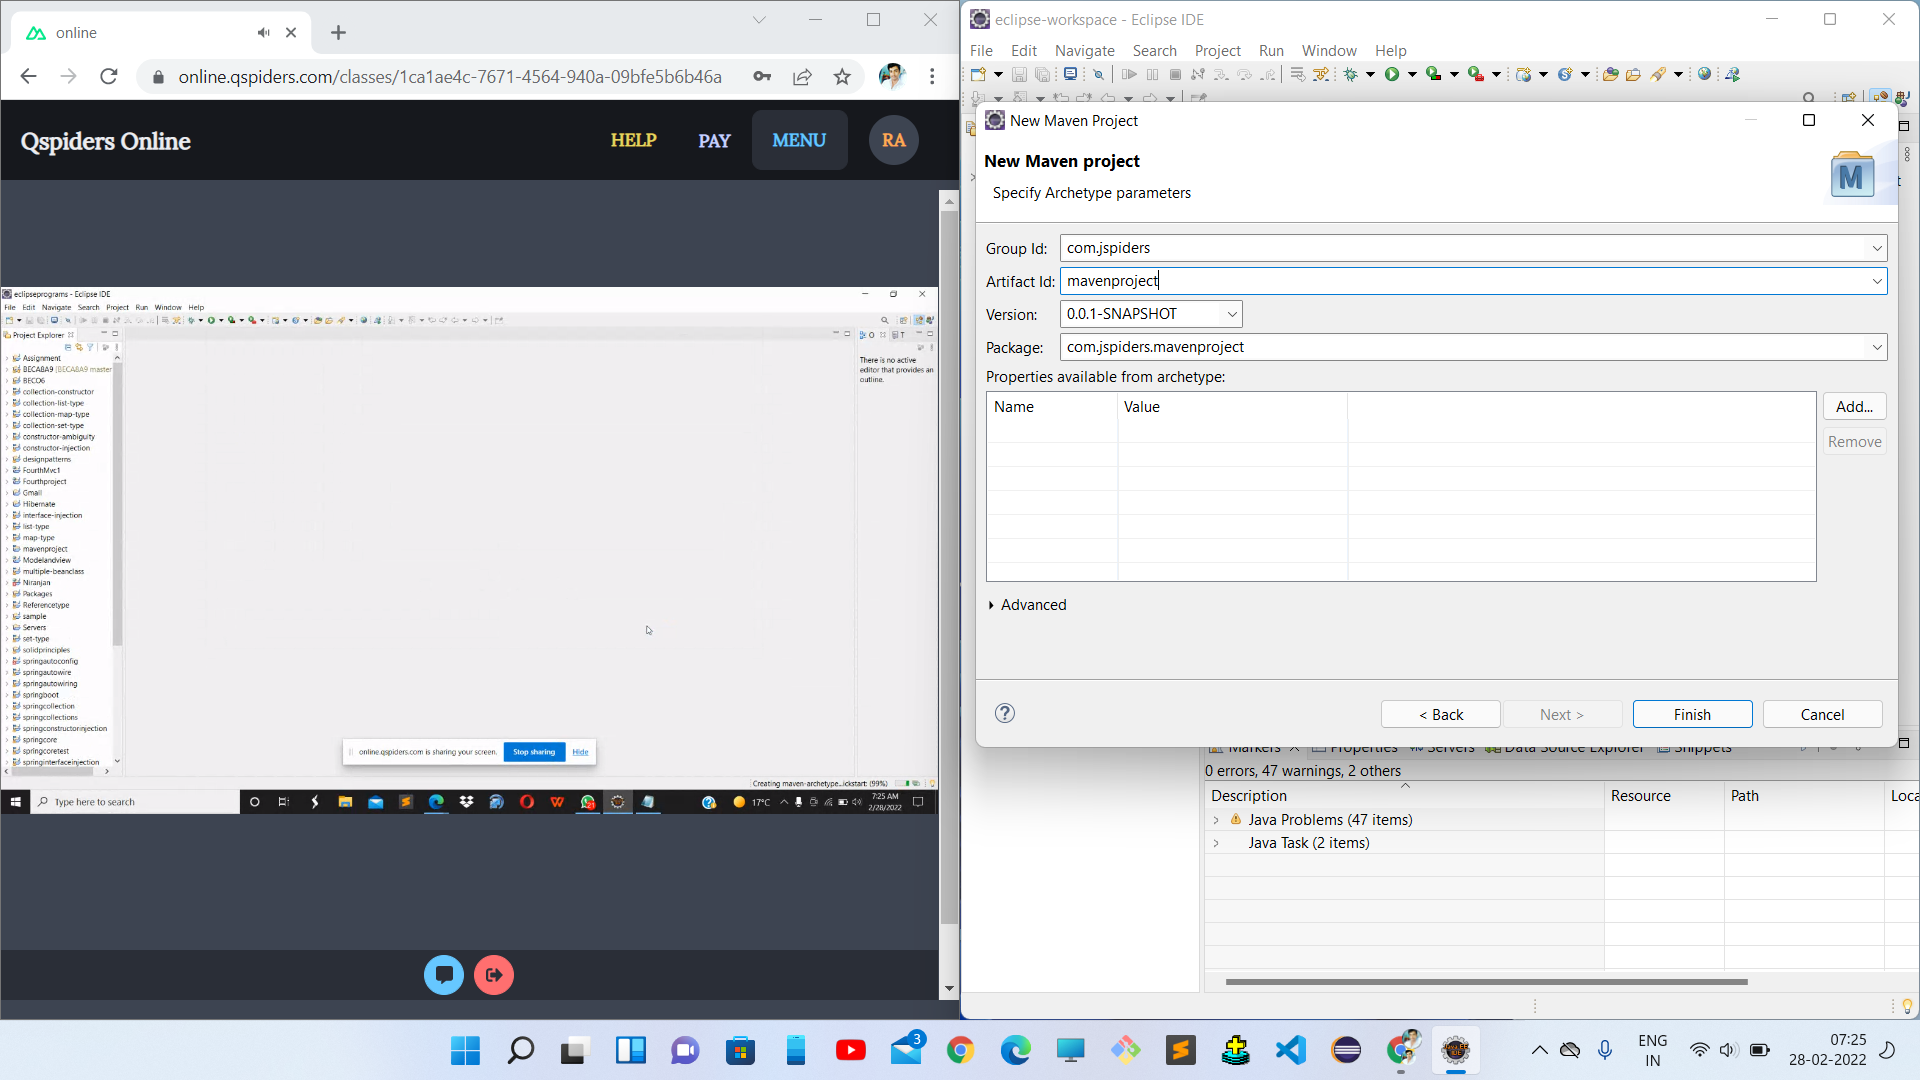 online
online.qspiders.com/classes/1ca1ae4c-7671-4564-940a-09bfe5b6b46a
Qspiders Online
HELP
PAY
MENU
RA
eclipseprograms - Eclipse IDE
File Edit Navigate Search Project Run Window Help
Project Explorer
Assignment
BECA8A9 [BECA8A9 master
BECO6
collection-constructor
collection-list-type
collection-map-type
collection-set-type
constructor-ambiguity
constructor-injection
designpatterns
FourthMvc1
Fourthproject
Gmail
Hibernate
interface-injection
list-type
map-type
mavenproject
Modelandview
multiple-beanclass
Niranjan
Packages
Referencetype
sample
Servers
set-type
solidprinciples
springautoconfig
springautowire
springautowiring
springboot
springcollection
springcollections
springconstructorinjection
springcore
springcoretest
springinterfaceinjection
There is no active
editor that provides an
outline.
online.qspiders.com is sharing your screen.
Stop sharing
Hide
Creating maven-archetype...ickstart: (99%)
Type here to search
17°C
7:25 AM
2/28/2022
eclipse-workspace - Eclipse IDE
File Edit Navigate Search Project Run Window Help
New Maven Project
New Maven project
Specify Archetype parameters
M
Group Id: com.jspiders
Artifact Id: mavenproject
Version: 0.0.1-SNAPSHOT
Package: com.jspiders.mavenproject
Properties available from archetype:
Name Value
Add...
Remove
Advanced
< Back
Next >
Finish
Cancel
Markers Properties Servers Data Source Explorer Snippets
0 errors, 47 warnings, 2 others
Description Resource Path Loca
Java Problems (47 items)
Java Task (2 items)
3
ENG
IN
07:25
28-02-2022